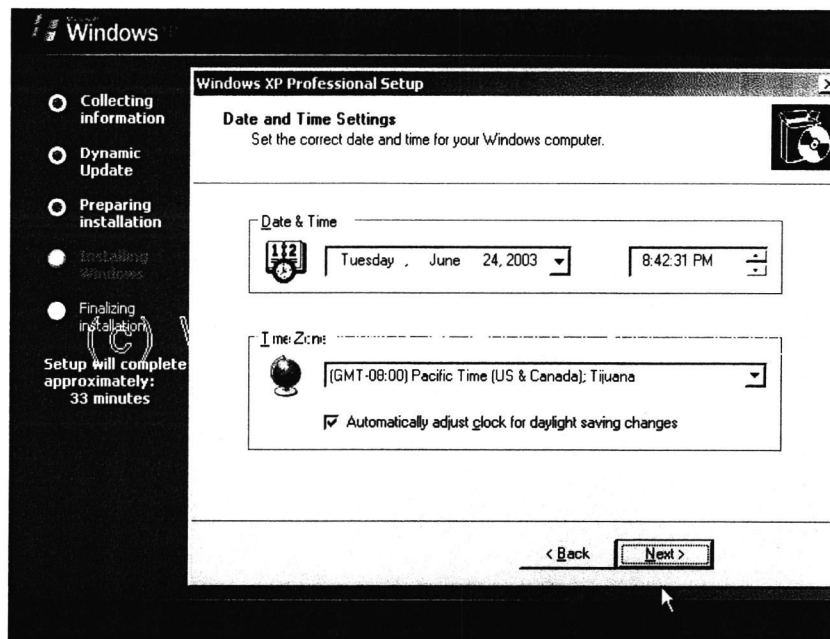 Windows
Collecting
information
Dynamic
Update
Preparing
installation
Installing
Windows
Finalizing
installation
Setup will complete
approximately:
33 minutes
(C)
Windows XP Professional Setup
Date and Time Settings
Set the correct date and time for your Windows computer.
Date & Time
Tuesday , June 24, 2003
8:42:31 PM
Time Zone
(GMT-08:00) Pacific Time (US & Canada); Tijuana
Automatically adjust clock for daylight saving changes
< Back
Next >